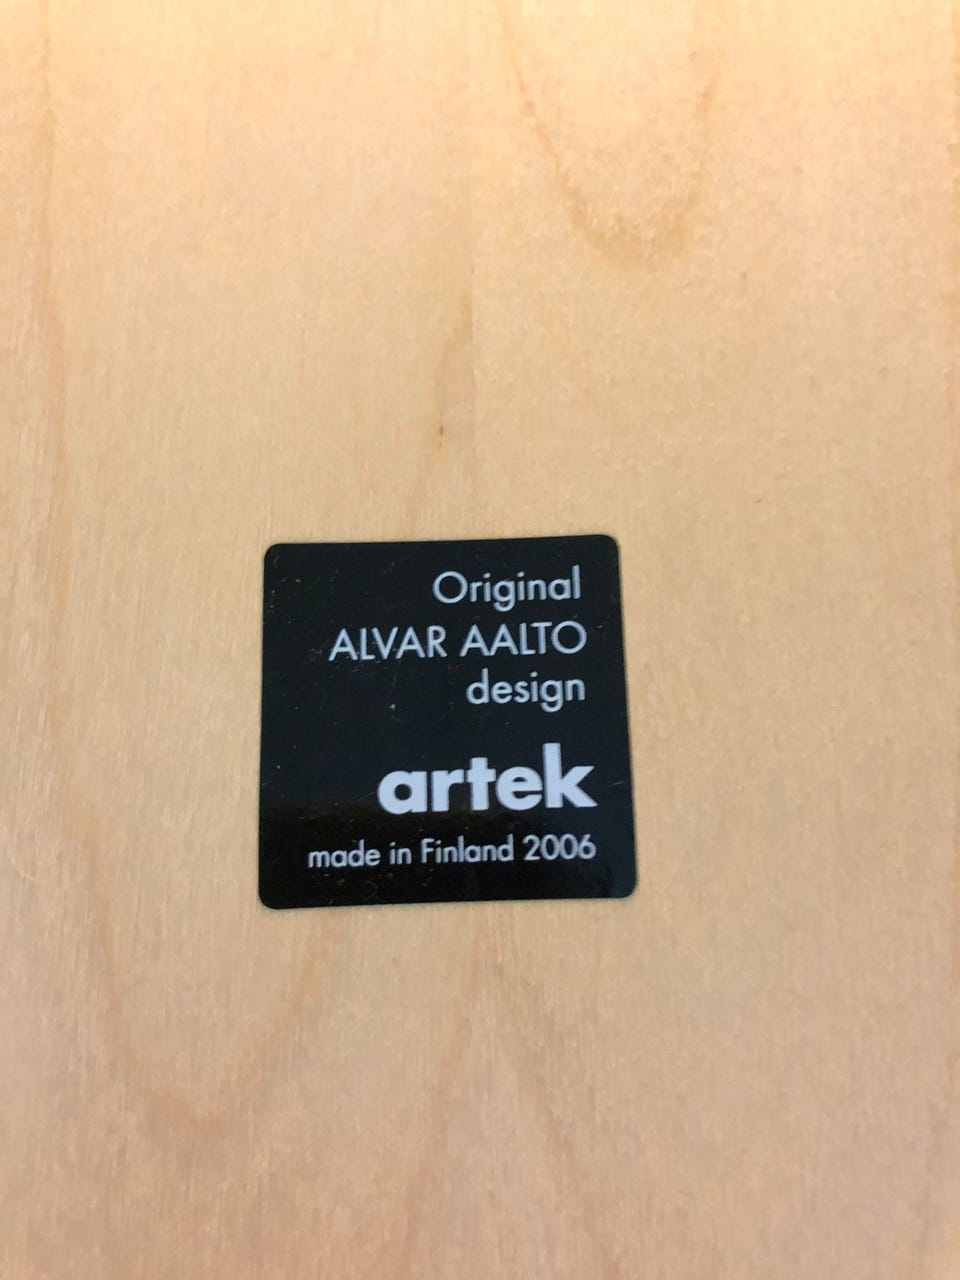 Original
ALVAR AALTO
design
artek
made in Finland 2006